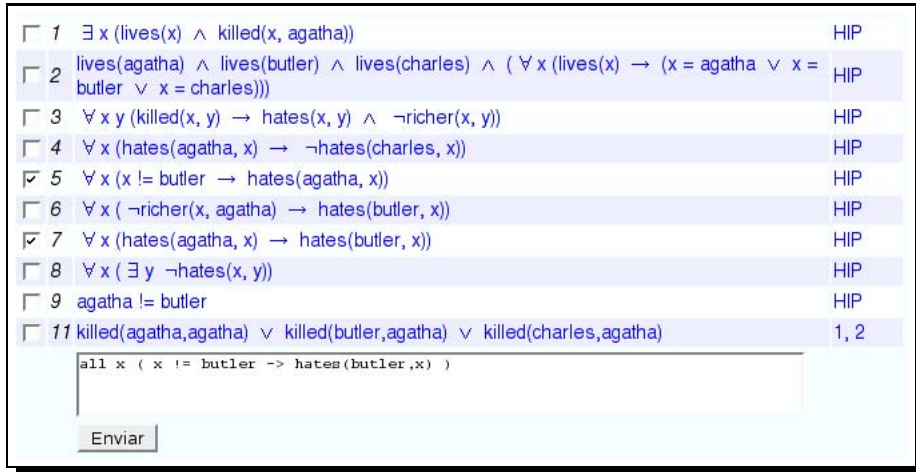 1 ∃ x (lives(x) ∧ killed(x, agatha)) HIP
2 lives(agatha) ∧ lives(butler) ∧ lives(charles) ∧ ( ∀ x (lives(x) → (x = agatha ∨ x =
butler ∨ x = charles))) HIP
3 ∀ x y (killed(x, y) → hates(x, y) ∧ ¬richer(x, y)) HIP
4 ∀ x (hates(agatha, x) → ¬hates(charles, x)) HIP
5 ∀ x (x != butler → hates(agatha, x)) HIP
6 ∀ x ( ¬richer(x, agatha) → hates(butler, x)) HIP
7 ∀ x (hates(agatha, x) → hates(butler, x)) HIP
8 ∀ x ( ∃ y ¬hates(x, y)) HIP
9 agatha != butler HIP
11 killed(agatha,agatha) ∨ killed(butler,agatha) ∨ killed(charles,agatha) 1, 2
all x ( x != butler -> hates(butler,x) )
Enviar